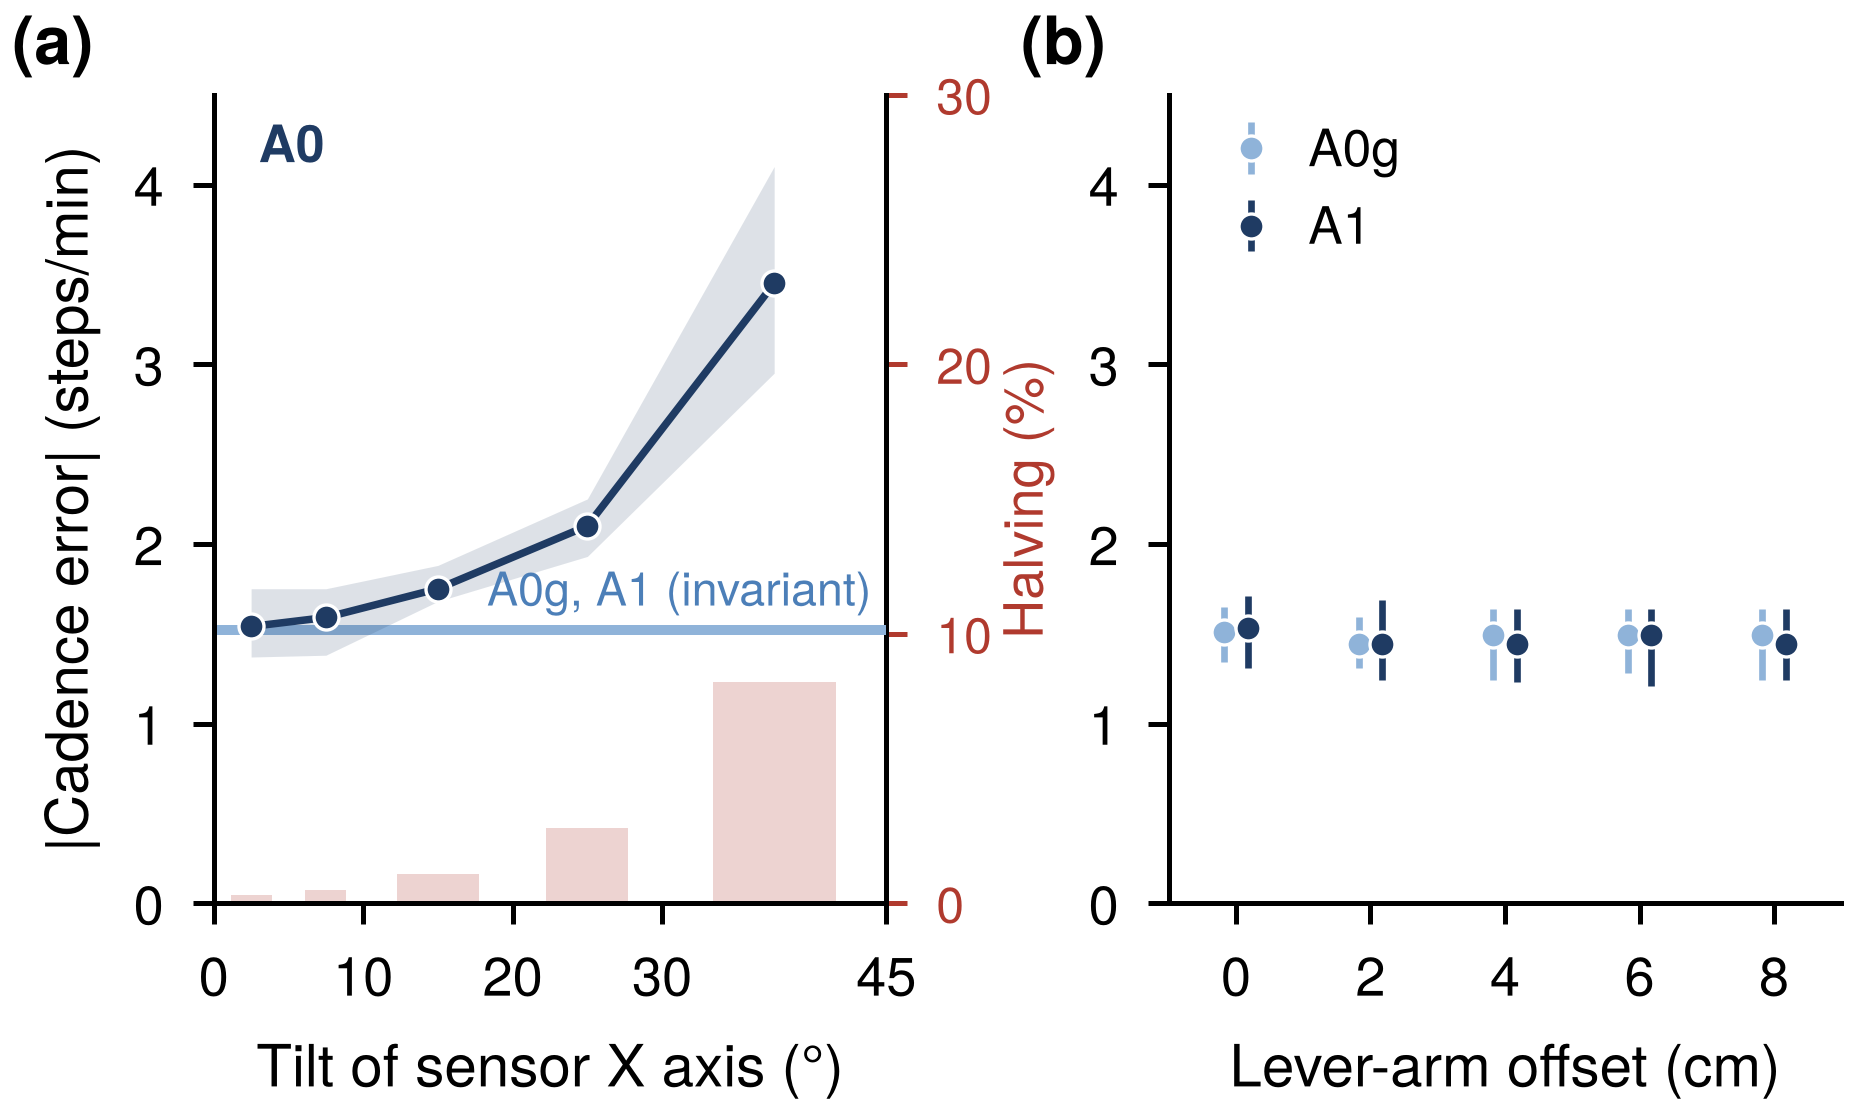 (a)
A0
|Cadence error| (steps/min)
4
3
2
1
0
30
20
10
0
Halving (%)
A0g, A1 (invariant)
0
10
20
30
45
Tilt of sensor X axis (°)
(b)
A0g
A1
4
3
2
1
0
0
2
4
6
8
Lever-arm offset (cm)